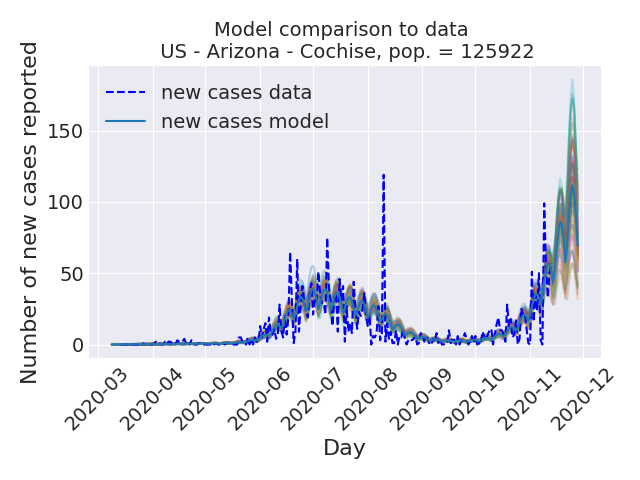 Model comparison to data
US - Arizona - Cochise, pop. = 125922
Number of new cases reported
new cases data
new cases model
150
100
50
0
2020-03
2020-04
2020-05
2020-06
2020-07
2020-08
2020-09
2020-10
2020-11
2020-12
Day